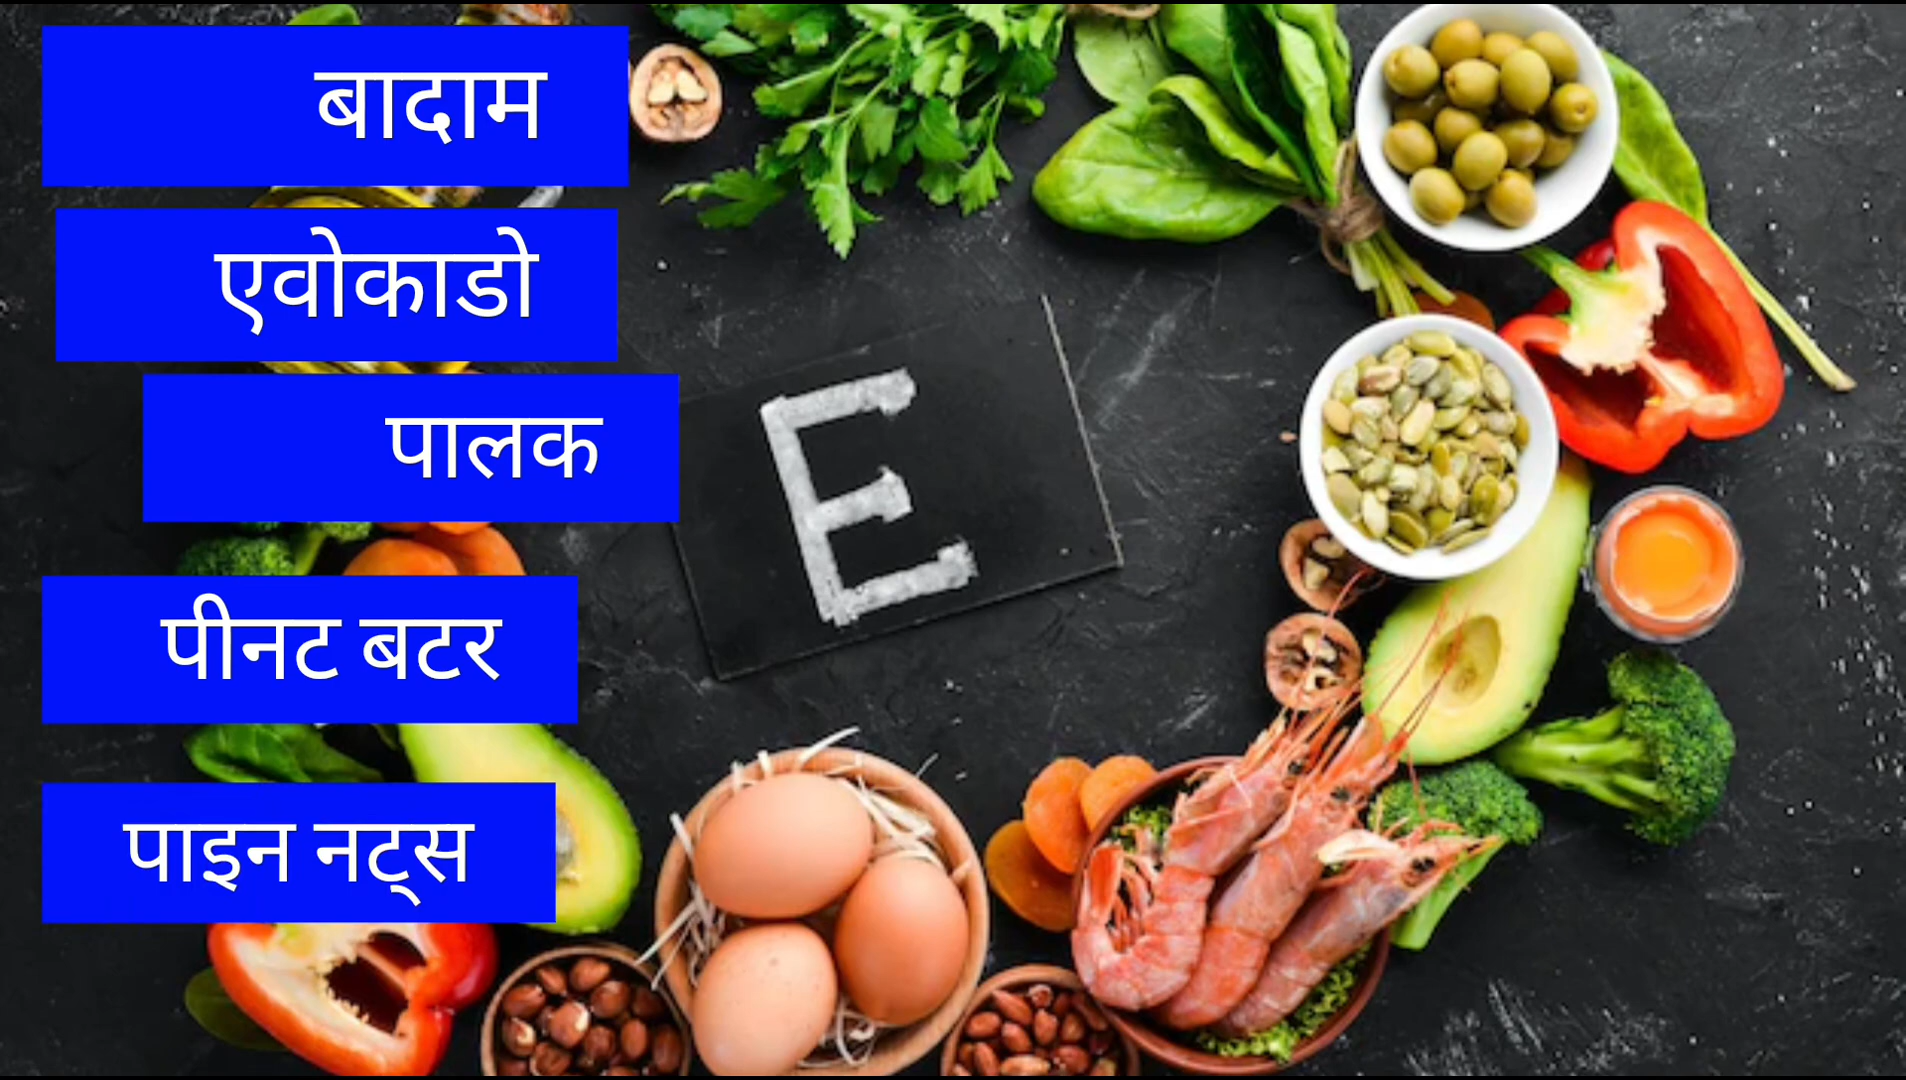 बादाम
एवोकाडो
पालक
E
पीनट बटर
पाइन नट्स